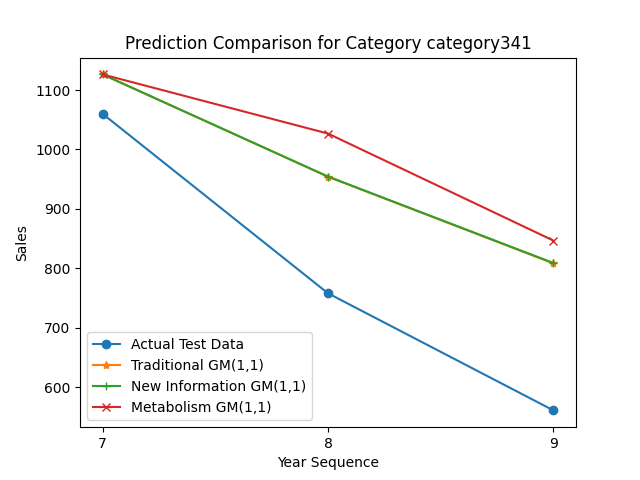 Prediction Comparison for Category category341
1100
1000
900
800
700
600
Sales
Actual Test Data
Traditional GM(1,1)
New Information GM(1,1)
Metabolism GM(1,1)
7
8
9
Year Sequence